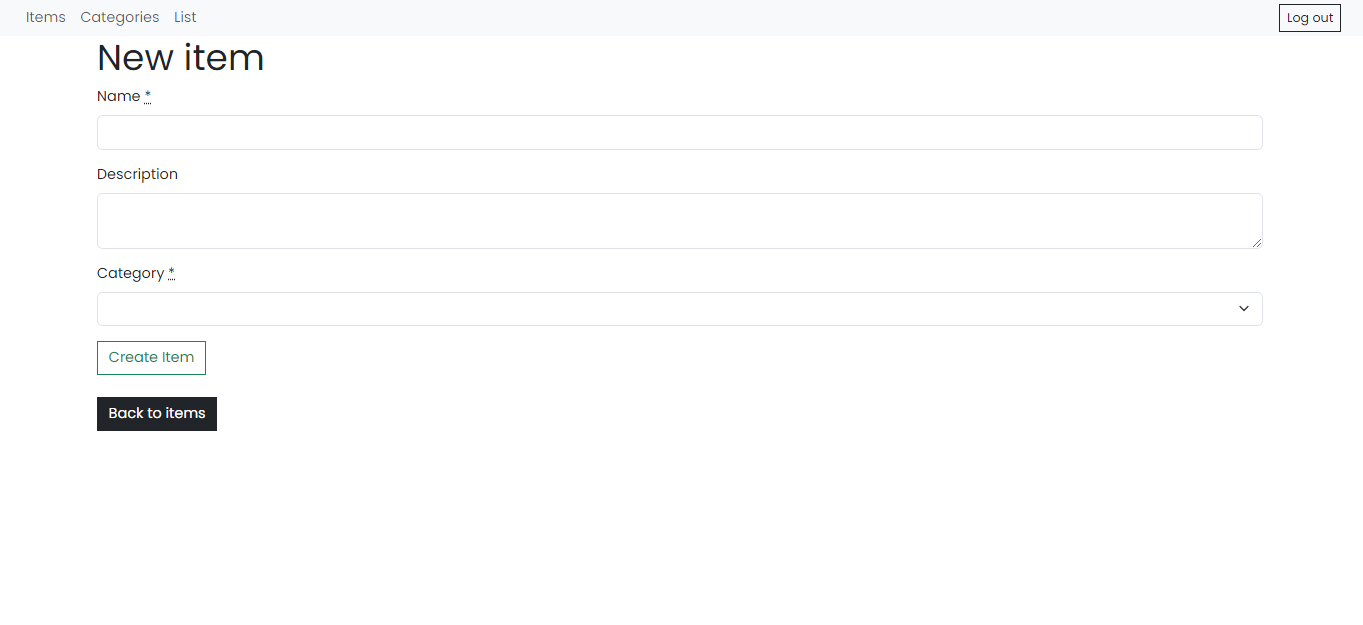 Items Categories List Log out
New item
Name *
Description
Category *
Create Item
Back to items